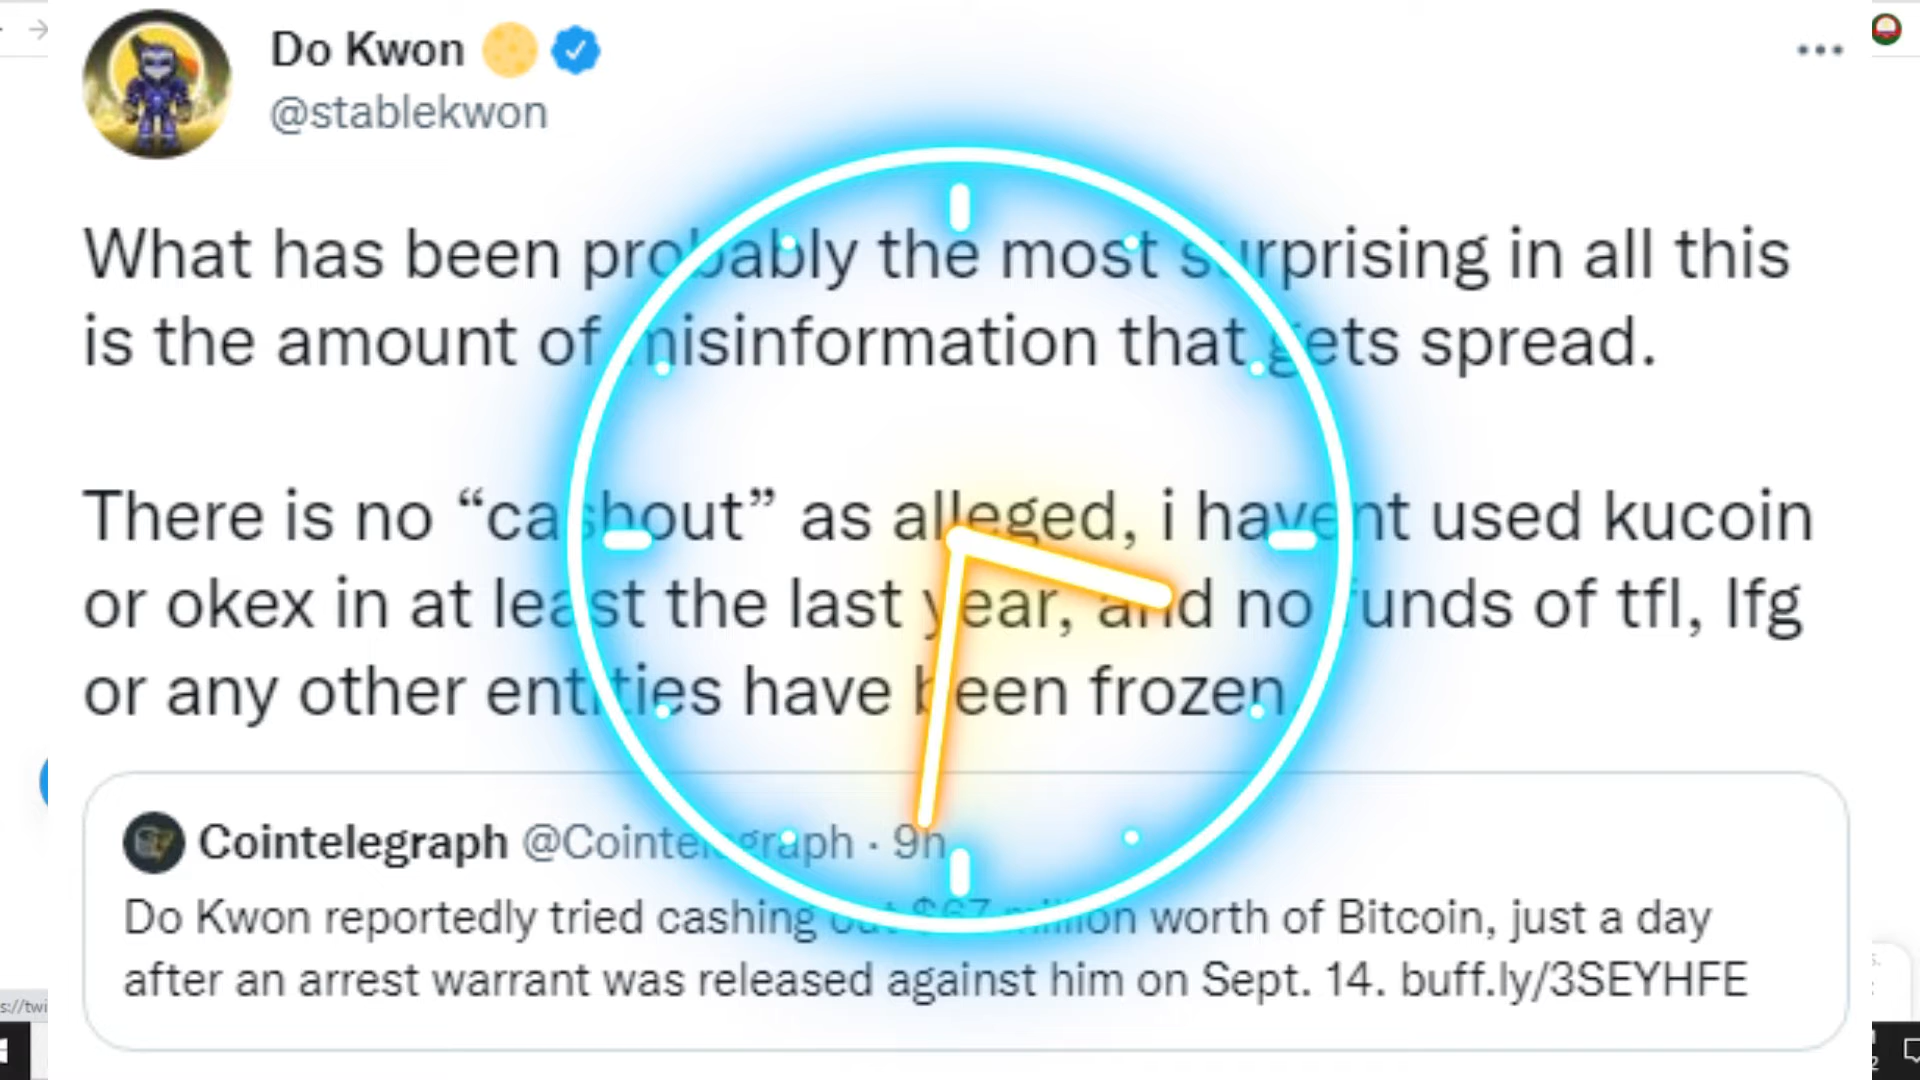 Do Kwon
@stablekwon
What has been probably the most surprising in all this
is the amount of misinformation that gets spread.
There is no “cashout” as alleged, i havent used kucoin
or okex in at least the last year, and no funds of tfl, lfg
or any other entities have been frozen
Cointelegraph @Cointelegraph · 9h
Do Kwon reportedly tried cashing out $67 million worth of Bitcoin, just a day
after an arrest warrant was released against him on Sept. 14. buff.ly/3SEYHFE
s://twi